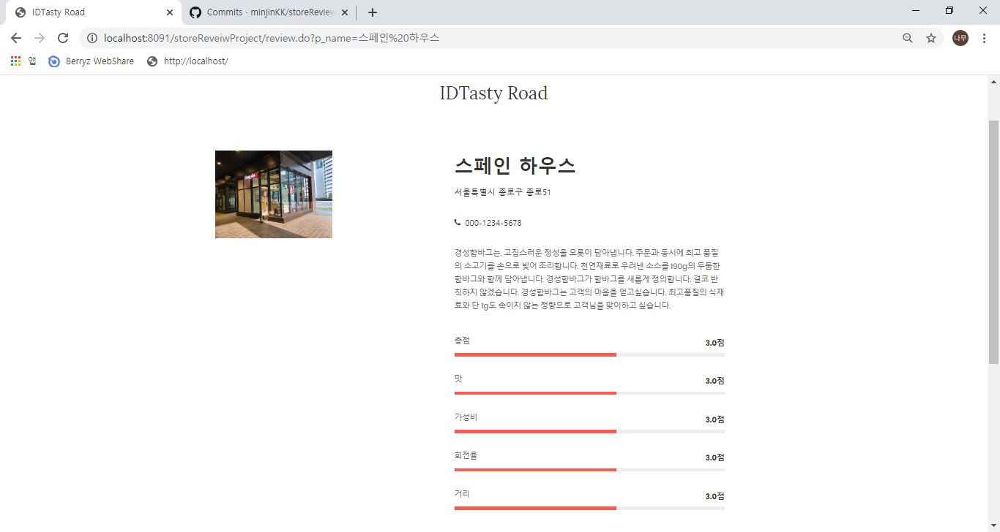 IDTasty Road
Commits · minjinKK/storeReview
localhost:8091/storeReveiwProject/review.do?p_name=스페인%20하우스
나무
앱
Berryz WebShare
http://localhost/
IDTasty Road
스페인 하우스
서울특별시 종로구 종로51
000-1234-5678
경성함바그는, 고집스러운 정성을 오롯이 담아냅니다. 주문과 동시에 최고 품질
의 소고기를 손으로 빚어 조리합니다. 천연재료로 우려낸 소스를 190g의 두툼한
함바그와 함께 담아냅니다. 경성함바그가 함바그를 새롭게 정의합니다. 결코 반
칙하지 않겠습니다. 경성함바그는 고객의 마음을 얻고싶습니다. 최고품질의 식재
료와 단 1g도 속이지 않는 정량으로 고객님을 맞이하고 싶습니다.
총점
3.0점
맛
3.0점
가성비
3.0점
회전율
3.0점
거리
3.0점